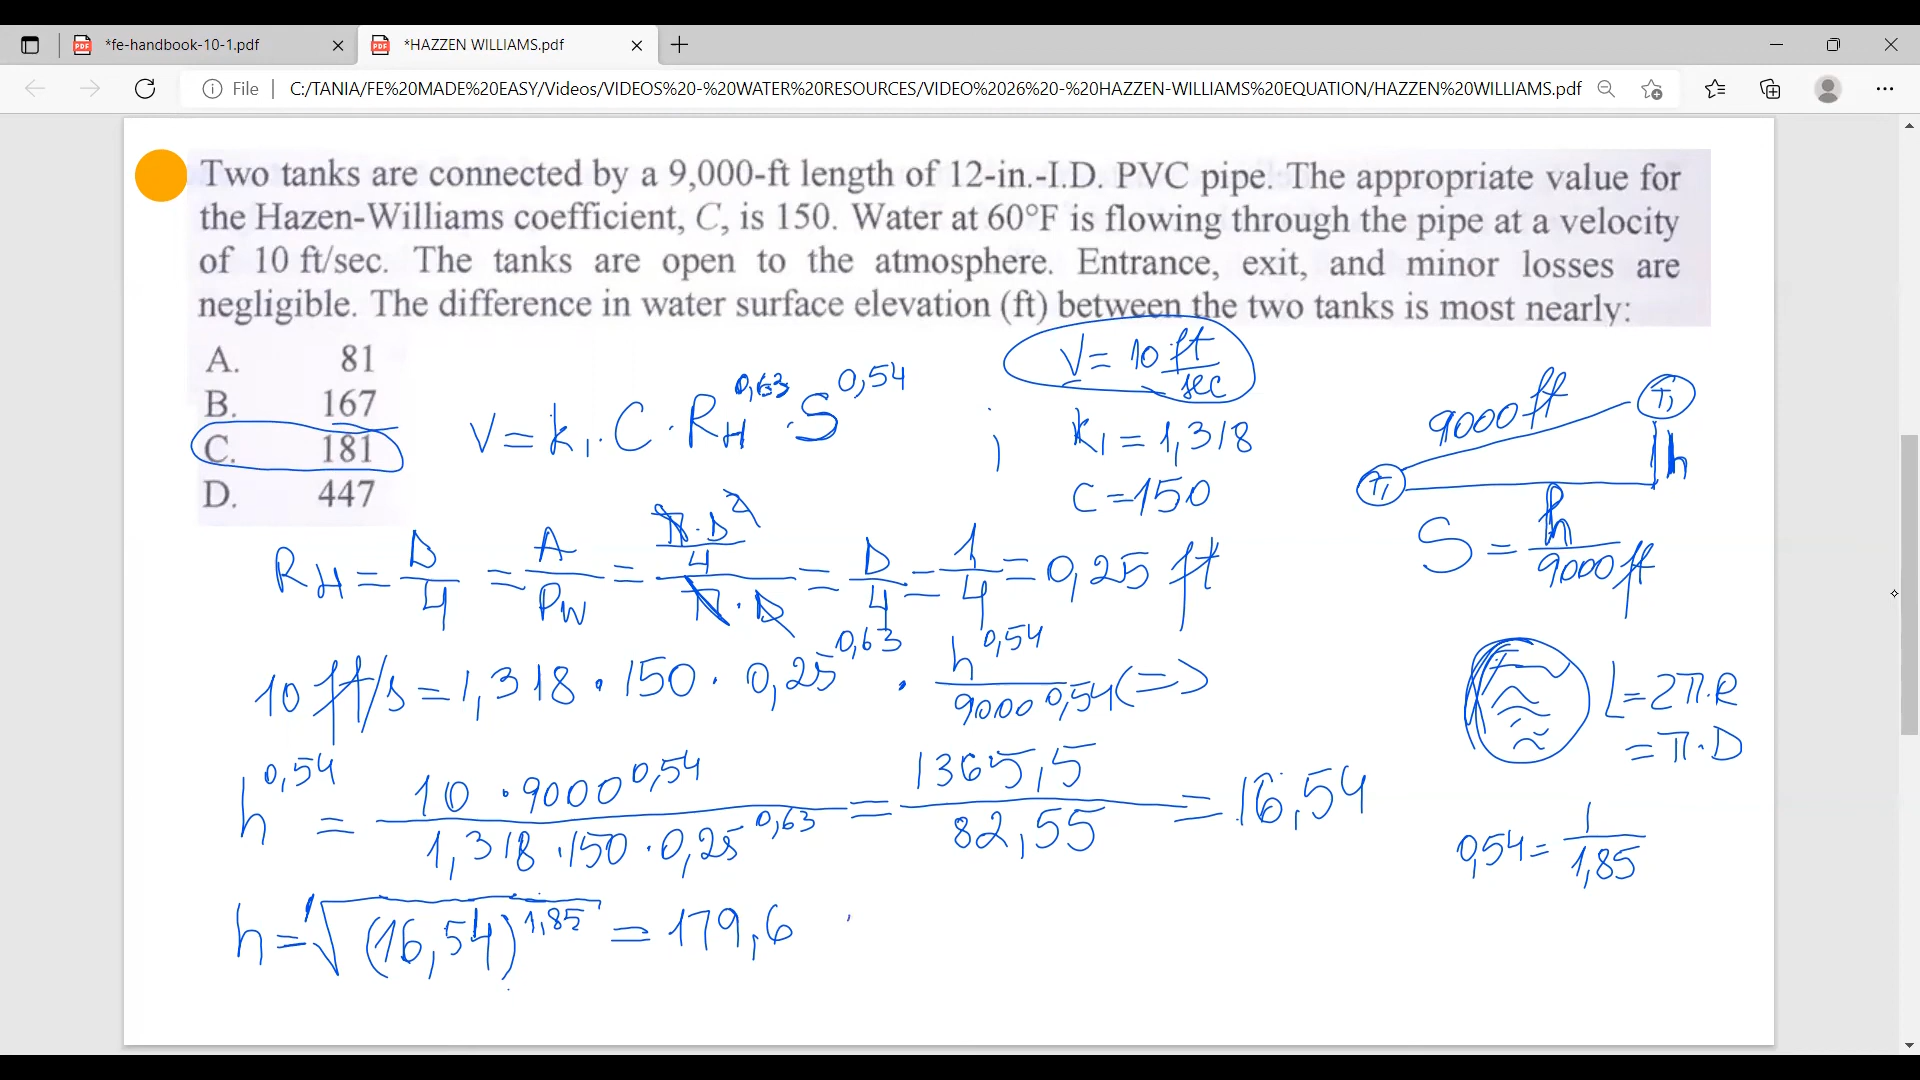 *fe-handbook-10-1.pdf
*HAZZEN WILLIAMS.pdf
File | C:/TANIA/FE%20MADE%20EASY/Videos/VIDEOS%20-%20WATER%20RESOURCES/VIDEO%2026%20-%20HAZZEN-WILLIAMS%20EQUATION/HAZZEN%20WILLIAMS.pdf
Two tanks are connected by a 9,000-ft length of 12-in.-I.D. PVC pipe. The appropriate value for
the Hazen-Williams coefficient, C, is 150. Water at 60°F is flowing through the pipe at a velocity
of 10 ft/sec. The tanks are open to the atmosphere. Entrance, exit, and minor losses are
negligible. The difference in water surface elevation (ft) between the two tanks is most nearly:
A. 81
B. 167
C. 181
D. 447
V = 10 ft/sec
V = k₁ · C · R_H^0,63 · S^0,54 ;
k₁ = 1,318
C = 150
9000 ft
T₁
T₁
h
S = h/9000 ft
R_H = D/4 = A/P_W = (π·D²/4)/(π·D) = D/4 = 1/4 = 0,25 ft
10 ft/s = 1,318 · 150 · 0,25^0,63 · h^0,54/9000^0,54 (=>
L = 2π·R
= π·D
h^0,54 = (10 · 9000^0,54)/(1,318 · 150 · 0,25^0,63) = 1365,5/82,55 = 16,54
0,54 = 1/1,85
h = ¹√(16,54)^1,85 = 179,6